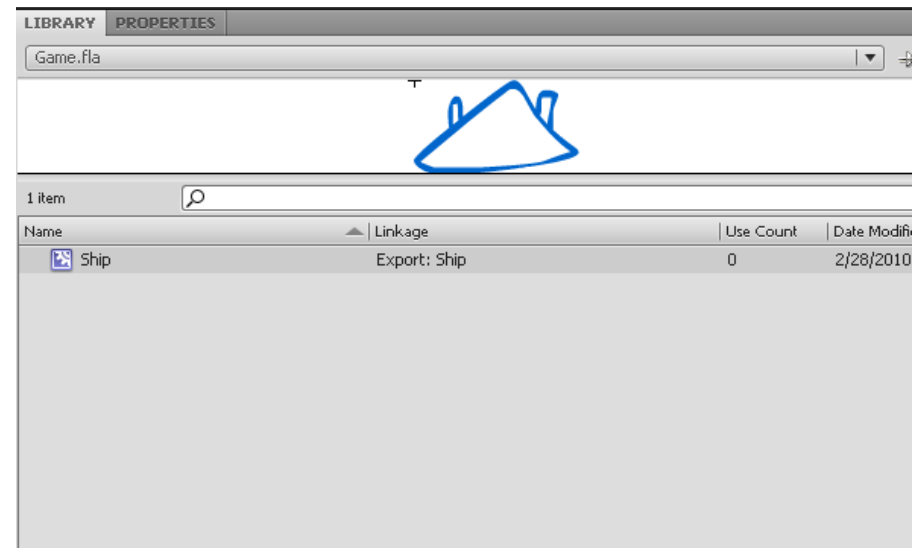 LIBRARY PROPERTIES
Game.fla
1 item
Name Linkage Use Count Date Modifi
Ship Export: Ship 0 2/28/2010